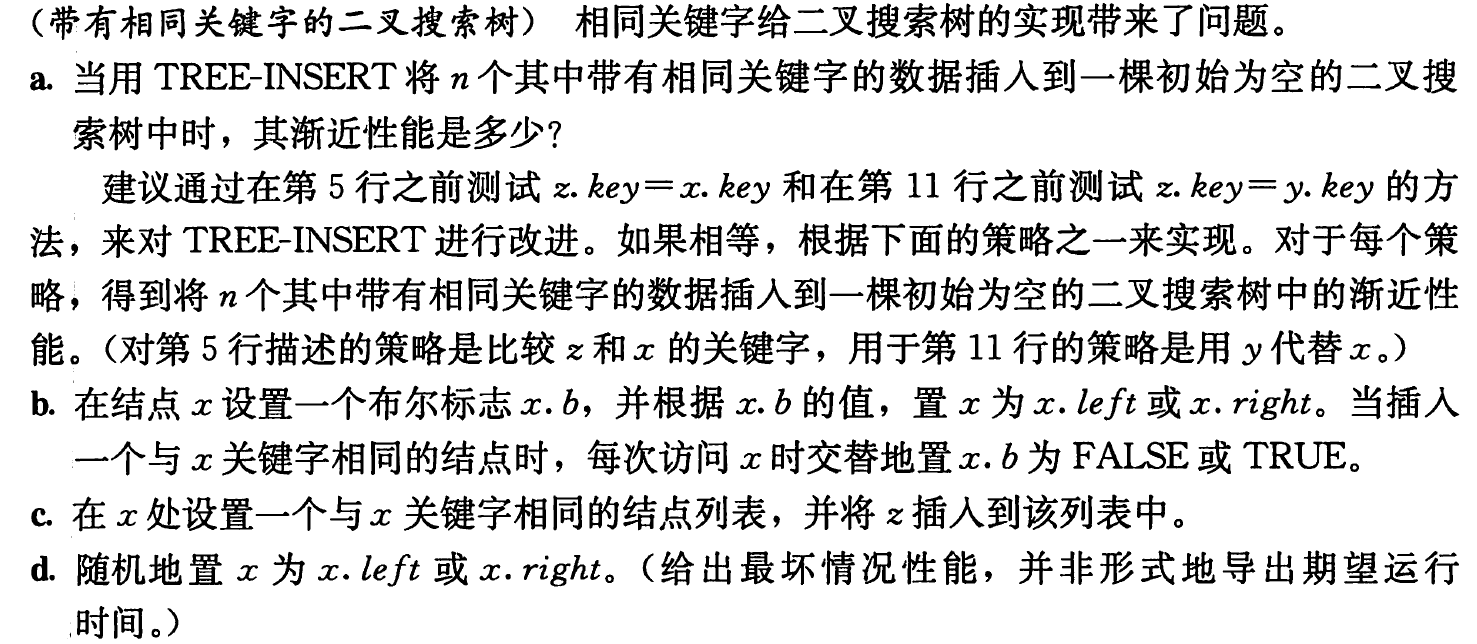 (带有相同关键字的二叉搜索树) 相同关键字给二叉搜索树的实现带来了问题。
a. 当用 TREE-INSERT 将 n 个其中带有相同关键字的数据插入到一棵初始为空的二叉搜
索树中时，其渐近性能是多少?
建议通过在第 5 行之前测试 z. key=x. key 和在第 11 行之前测试 z. key=y. key 的方
法，来对 TREE-INSERT 进行改进。如果相等，根据下面的策略之一来实现。对于每个策
略，得到将 n 个其中带有相同关键字的数据插入到一棵初始为空的二叉搜索树中的渐近性
能。(对第 5 行描述的策略是比较 z 和 x 的关键字，用于第 11 行的策略是用 y 代替 x。)
b. 在结点 x 设置一个布尔标志 x. b，并根据 x. b 的值，置 x 为 x. left 或 x. right。当插入
一个与 x 关键字相同的结点时，每次访问 x 时交替地置 x. b 为 FALSE 或 TRUE。
c. 在 x 处设置一个与 x 关键字相同的结点列表，并将 z 插入到该列表中。
d. 随机地置 x 为 x. left 或 x. right。(给出最坏情况性能，并非形式地导出期望运行
时间。)